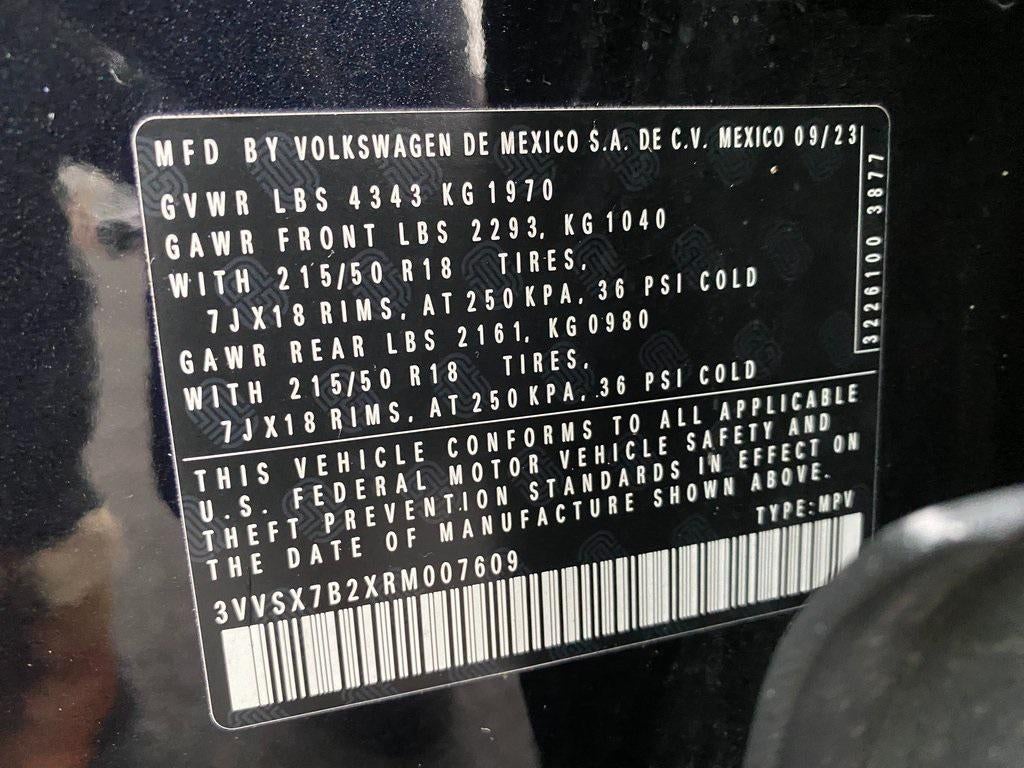 MFD BY VOLKSWAGEN DE MEXICO S.A. DE C.V. MEXICO 09/23
GVWR LBS 4343 KG 1970
GAWR FRONT LBS 2293, KG 1040
WITH 215/50 R18 TIRES,
7JX18 RIMS, AT 250 KPA, 36 PSI COLD
GAWR REAR LBS 2161, KG 0980
WITH 215/50 R18 TIRES,
7JX18 RIMS, AT 250 KPA, 36 PSI COLD
3226100 3877
THIS VEHICLE CONFORMS TO ALL APPLICABLE
U.S. FEDERAL MOTOR VEHICLE SAFETY AND
THEFT PREVENTION STANDARDS IN EFFECT ON
THE DATE OF MANUFACTURE SHOWN ABOVE.
TYPE:MPV
3VVSX7B2XRM007609